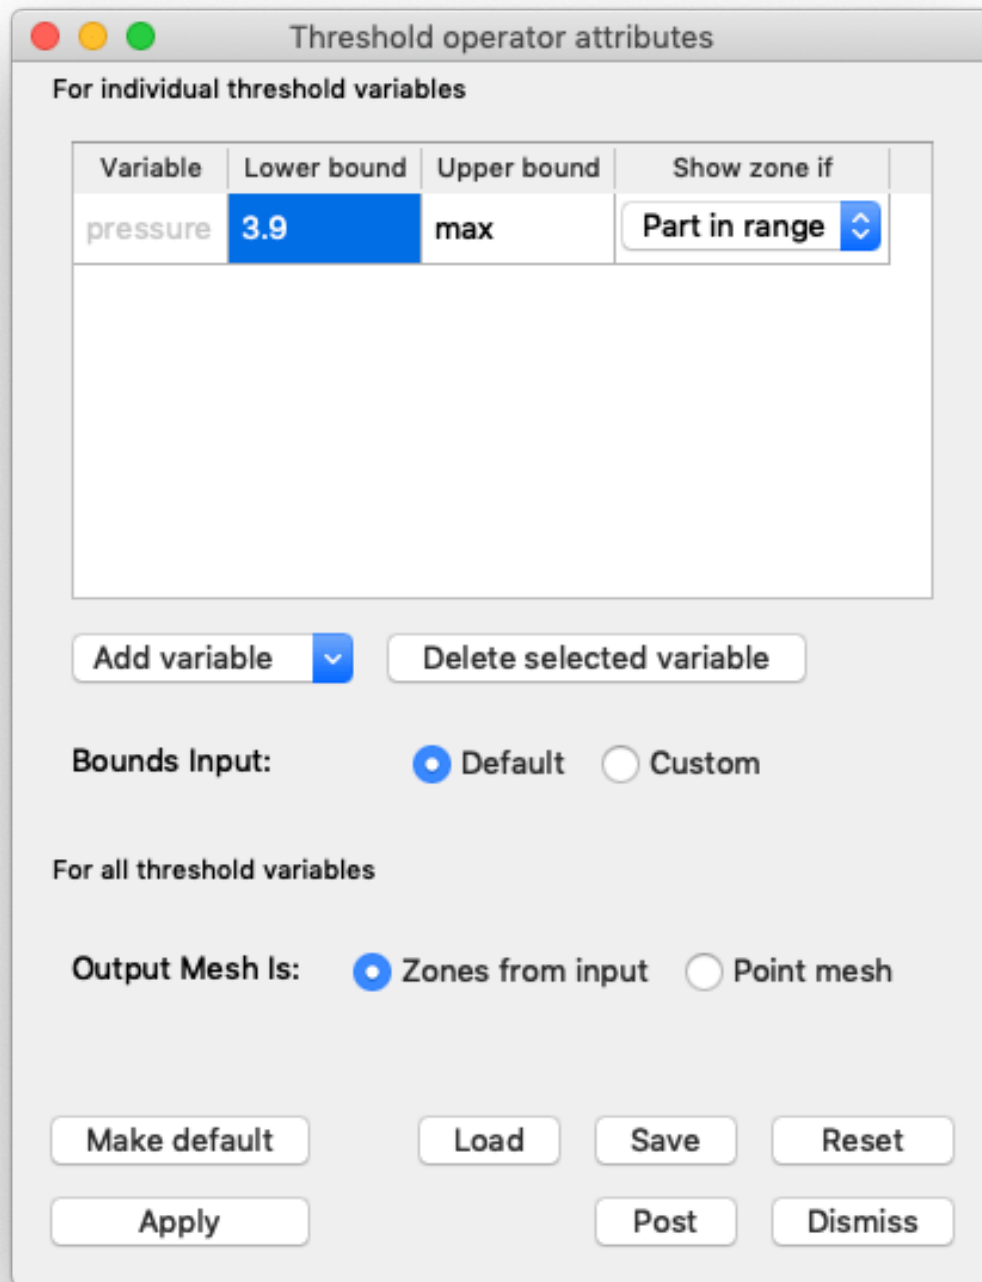 Threshold operator attributes
For individual threshold variables
Variable Lower bound Upper bound Show zone if
pressure 3.9 max Part in range
Add variable Delete selected variable
Bounds Input: Default Custom
For all threshold variables
Output Mesh Is: Zones from input Point mesh
Make default Load Save Reset
Apply Post Dismiss